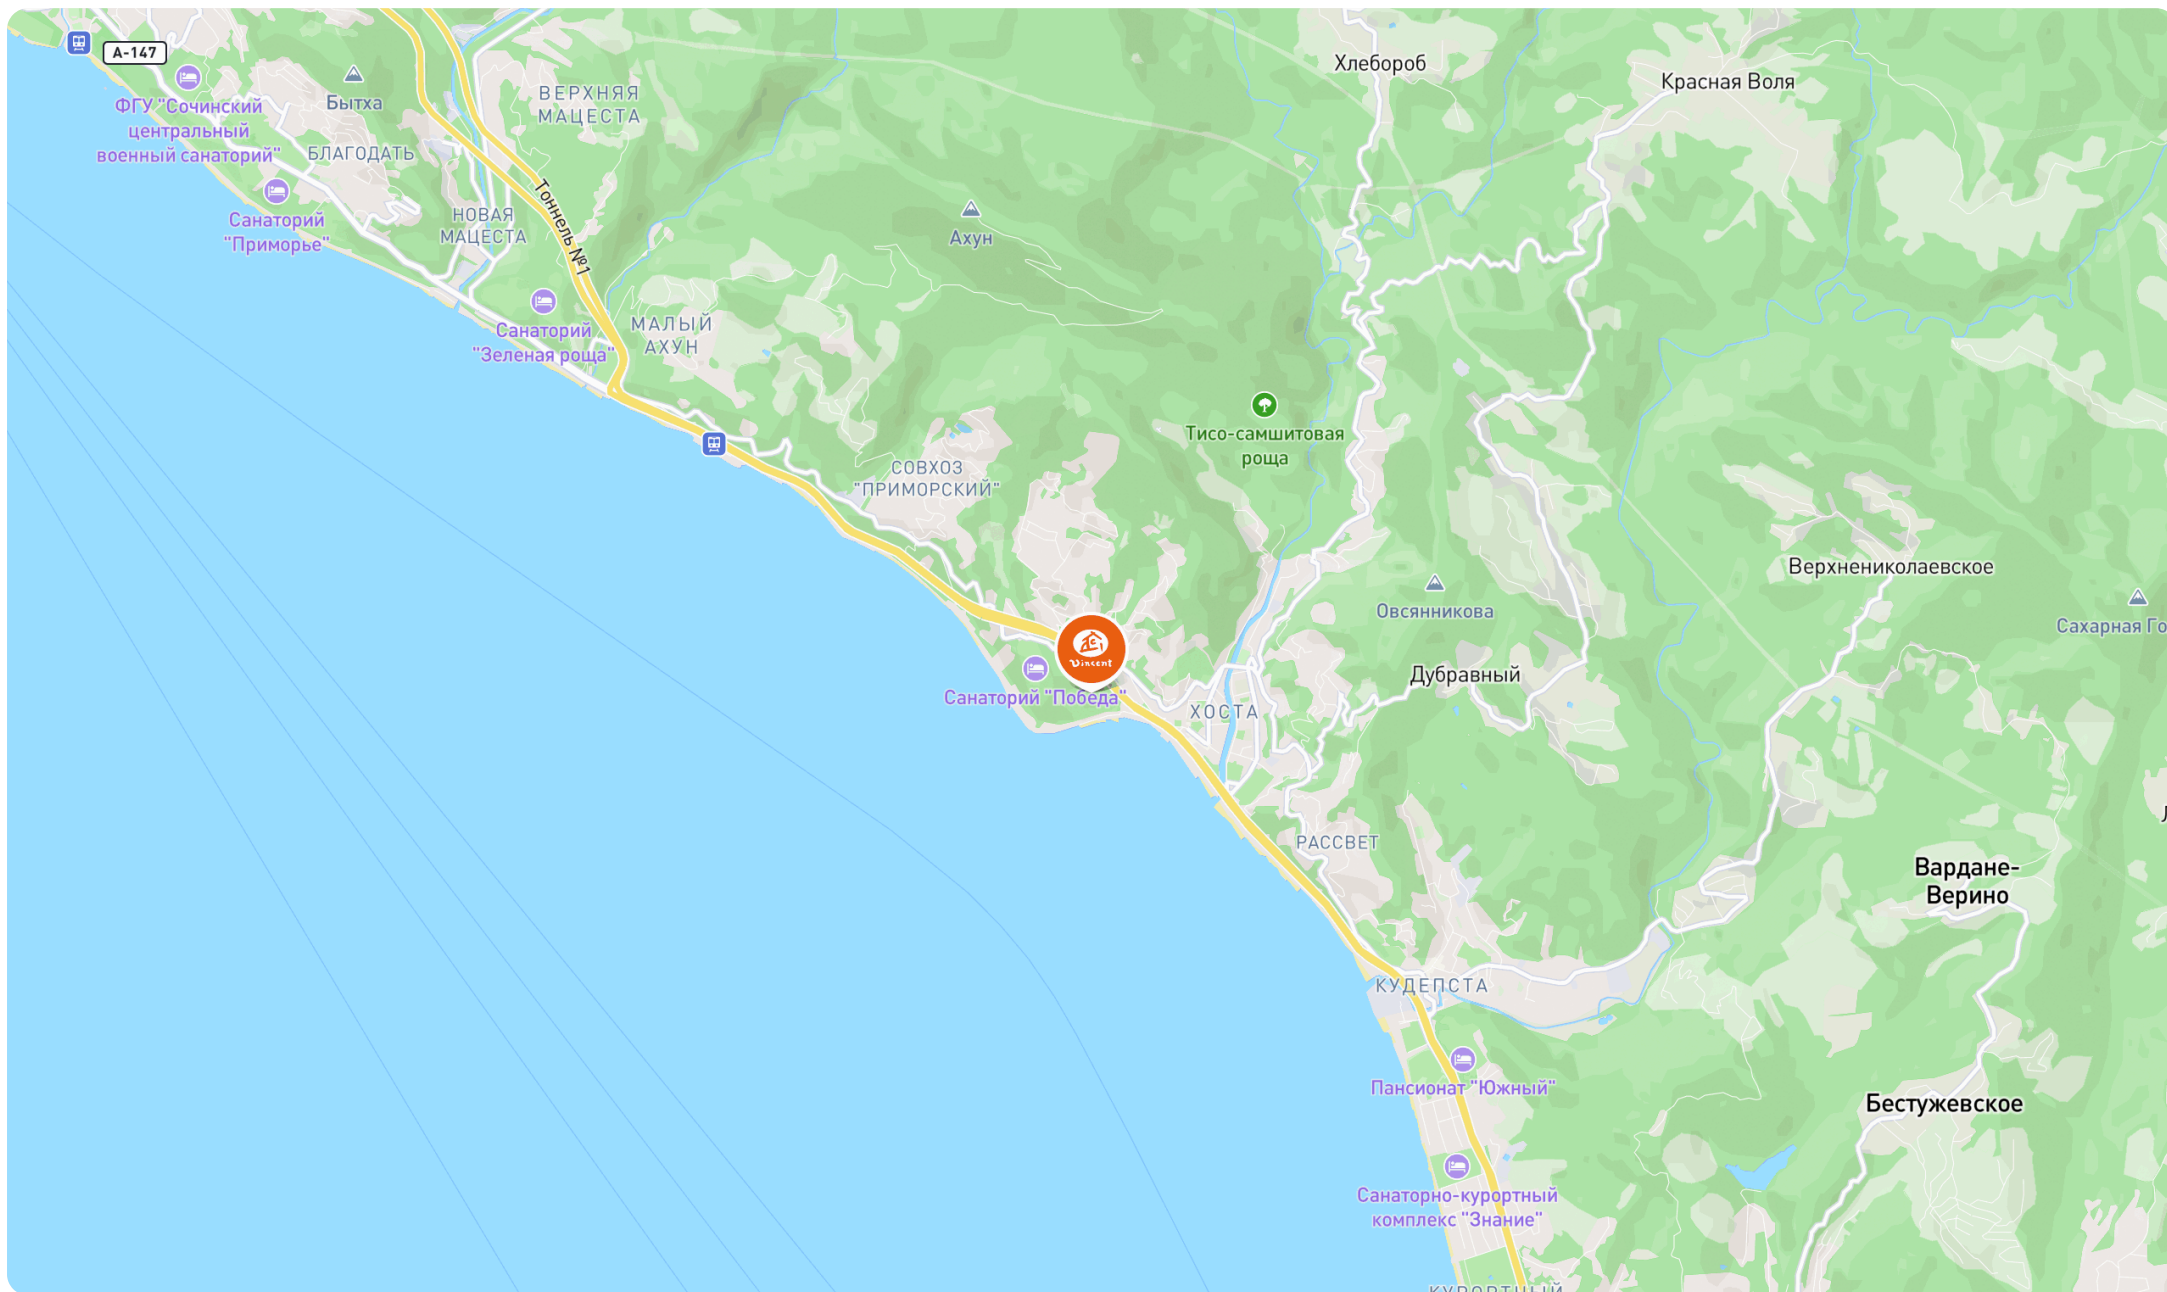 А-147
ФГУ "Сочинский
центральный
военный санаторий"
Бытха
БЛАГОДАТЬ
ВЕРХНЯЯ
МАЦЕСТА
Хлебороб
Красная Воля
Санаторий
"Приморье"
НОВАЯ
МАЦЕСТА
Тоннель №1
Ахун
Санаторий
"Зеленая роща"
МАЛЫЙ
АХУН
Тисо-самшитовая
роща
СОВХОЗ
"ПРИМОРСКИЙ"
Верхнениколаевское
Овсянникова
Сахарная Го
Vincent
Санаторий "Победа"
Дубравный
ХОСТА
РАССВЕТ
Вардане-
Верино
КУДЕПСТА
Пансионат "Южный"
Бестужевское
Санаторно-курортный
комплекс "Знание"
КУРОРТНЫЙ